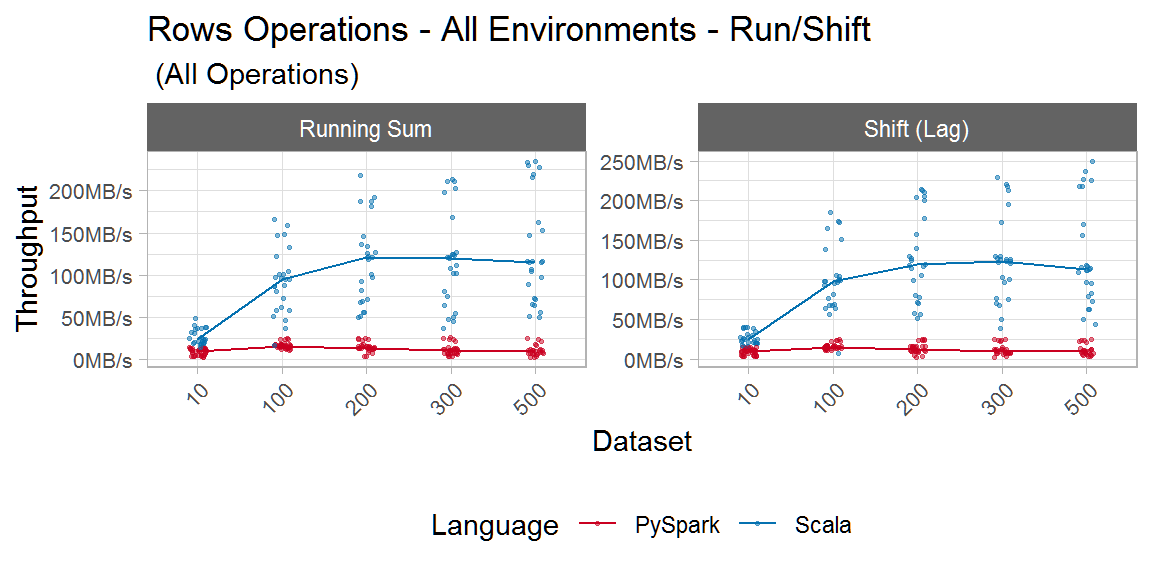 Rows Operations - All Environments - Run/Shift
(All Operations)
Running Sum
Shift (Lag)
Throughput
200MB/s
150MB/s
100MB/s
50MB/s
0MB/s
250MB/s
200MB/s
150MB/s
100MB/s
50MB/s
0MB/s
10 100 200 300 500
10 100 200 300 500
Dataset
Language PySpark Scala